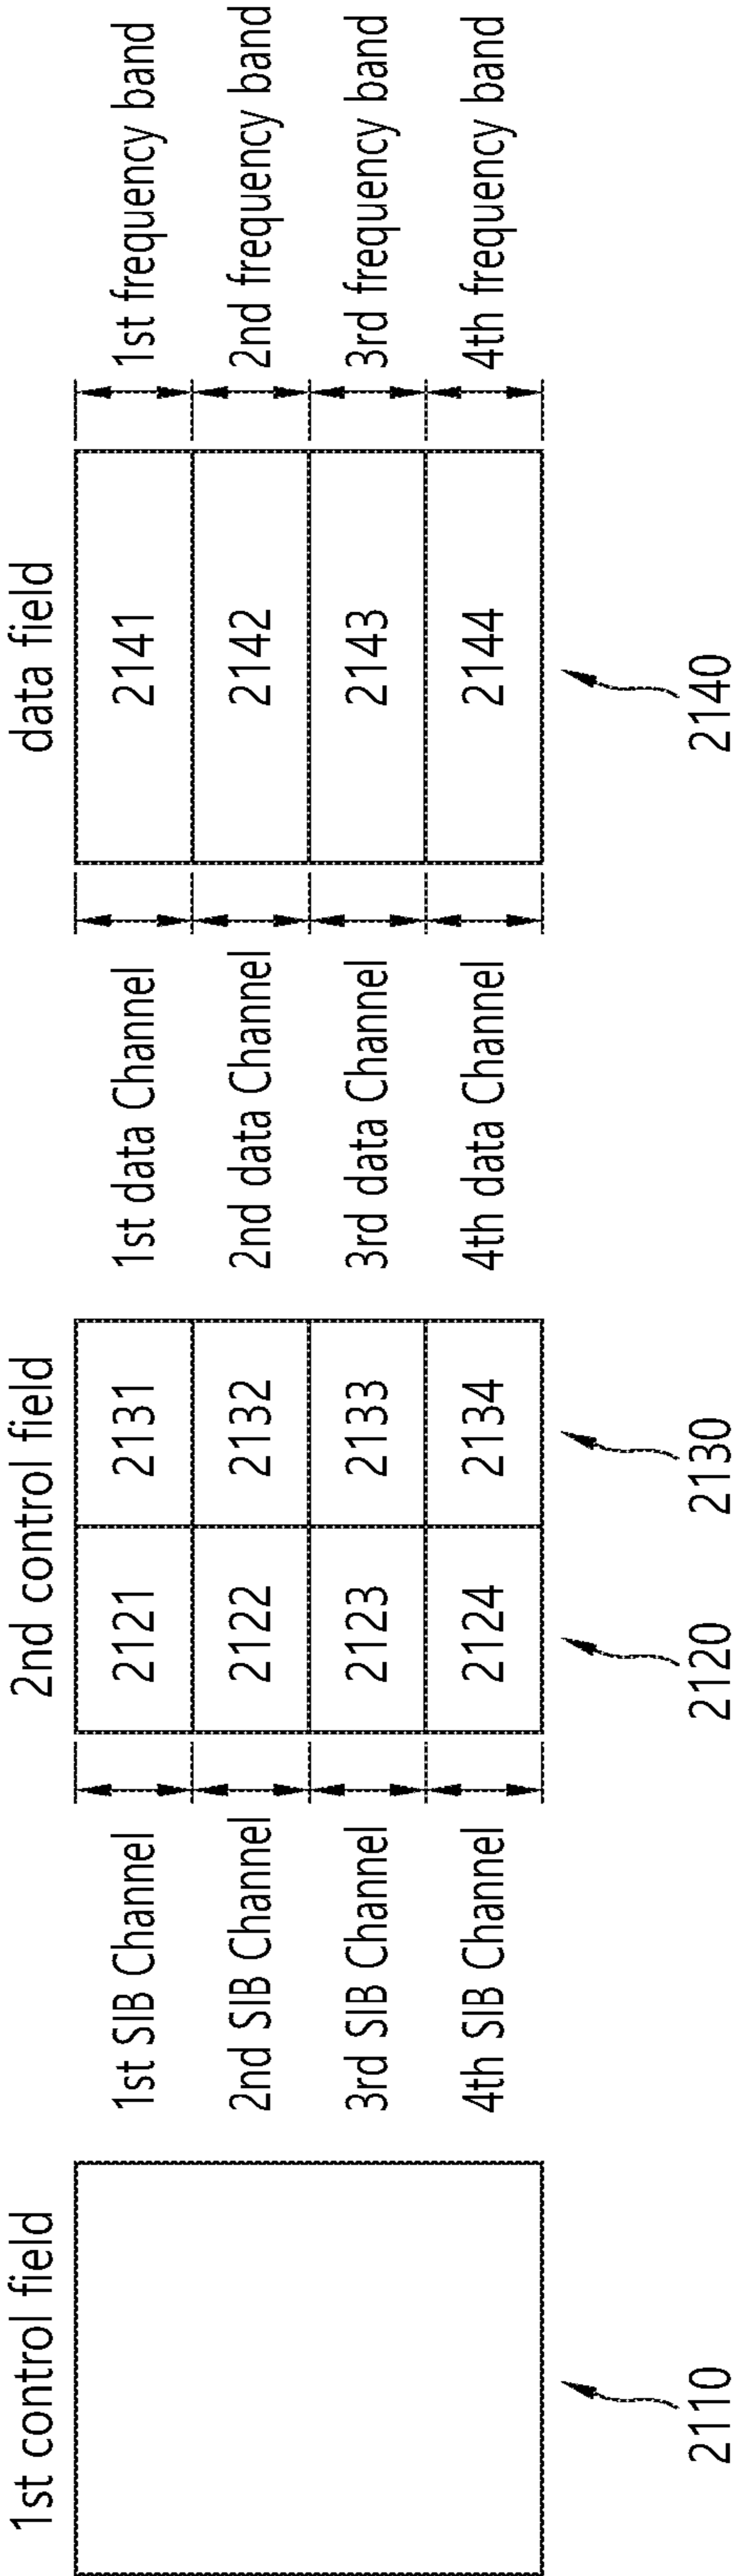 1st control field
2110
2nd control field
1st SIB Channel
2nd SIB Channel
3rd SIB Channel
4th SIB Channel
2121
2131
2122
2132
2123
2133
2124
2134
2120
2130
data field
1st data Channel
2nd data Channel
3rd data Channel
4th data Channel
2141
2142
2143
2144
1st frequency band
2nd frequency band
3rd frequency band
4th frequency band
2140